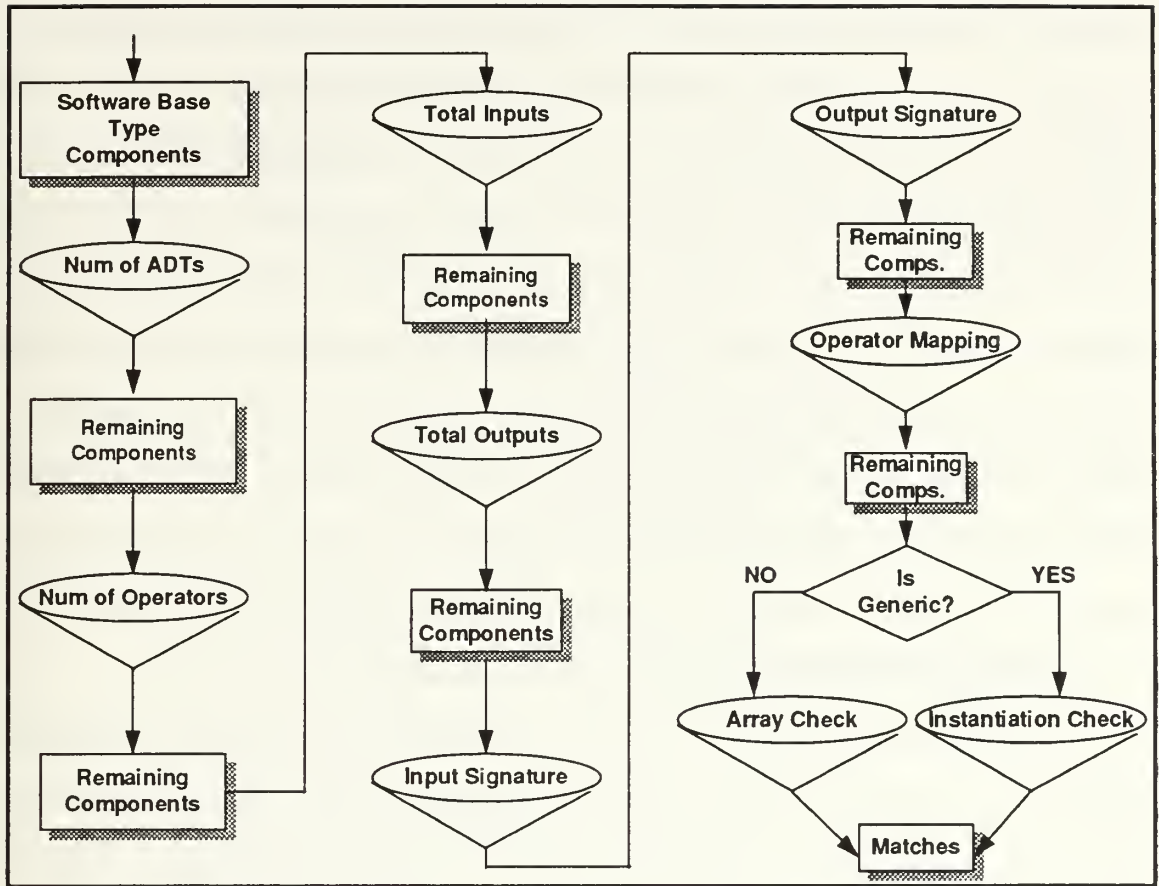 Software Base
Type
Components
Num of ADTs
Remaining
Components
Num of Operators
Remaining
Components
Total Inputs
Remaining
Components
Total Outputs
Remaining
Components
Input Signature
Output Signature
Remaining
Comps.
Operator Mapping
Remaining
Comps.
NO
Is
Generic?
YES
Array Check
Instantiation Check
Matches